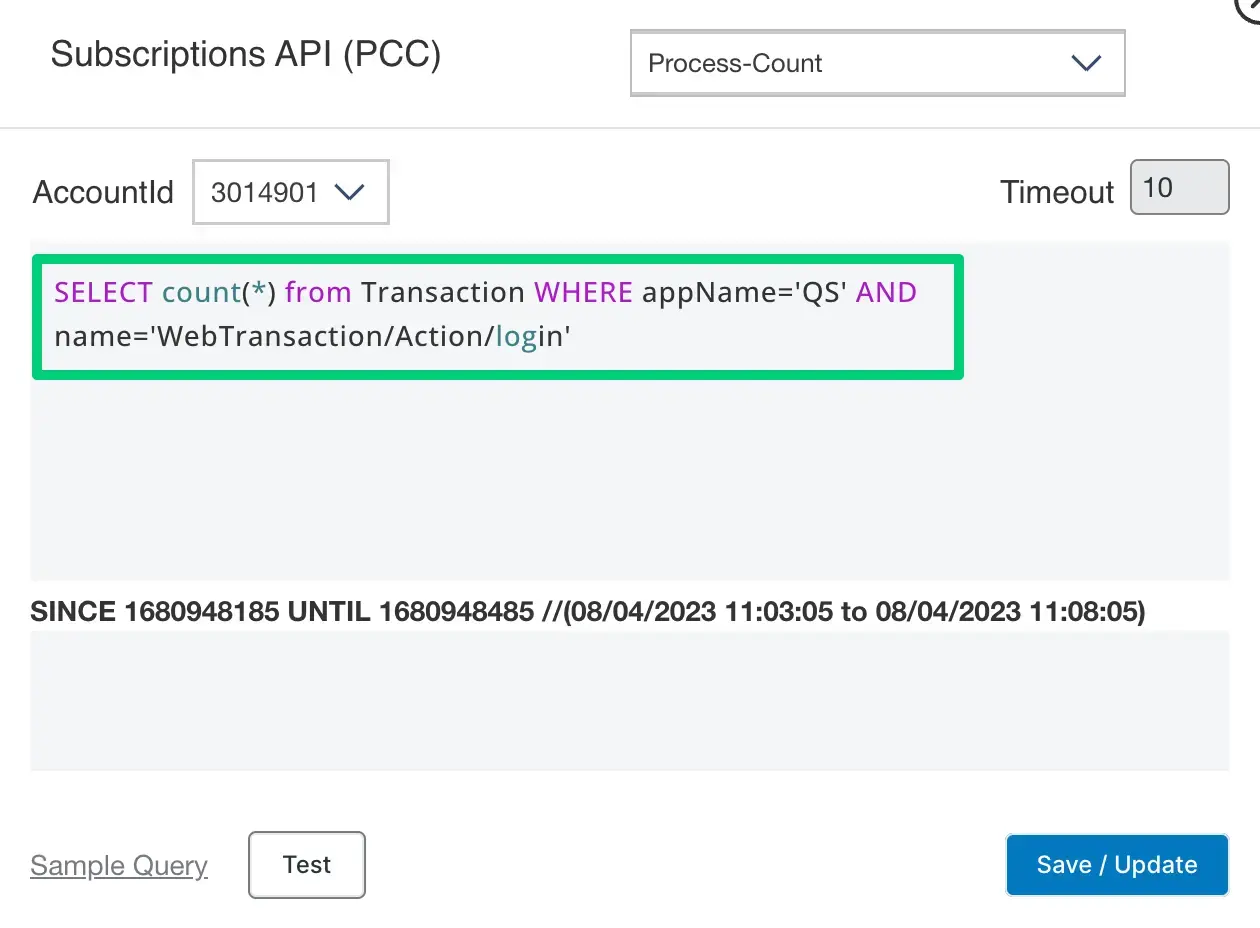 Subscriptions API (PCC)
Process-Count
AccountId
3014901
Timeout
10
SELECT count(*) from Transaction WHERE appName='QS' AND
name='WebTransaction/Action/login'
SINCE 1680948185 UNTIL 1680948485 //(08/04/2023 11:03:05 to 08/04/2023 11:08:05)
Sample Query
Test
Save / Update